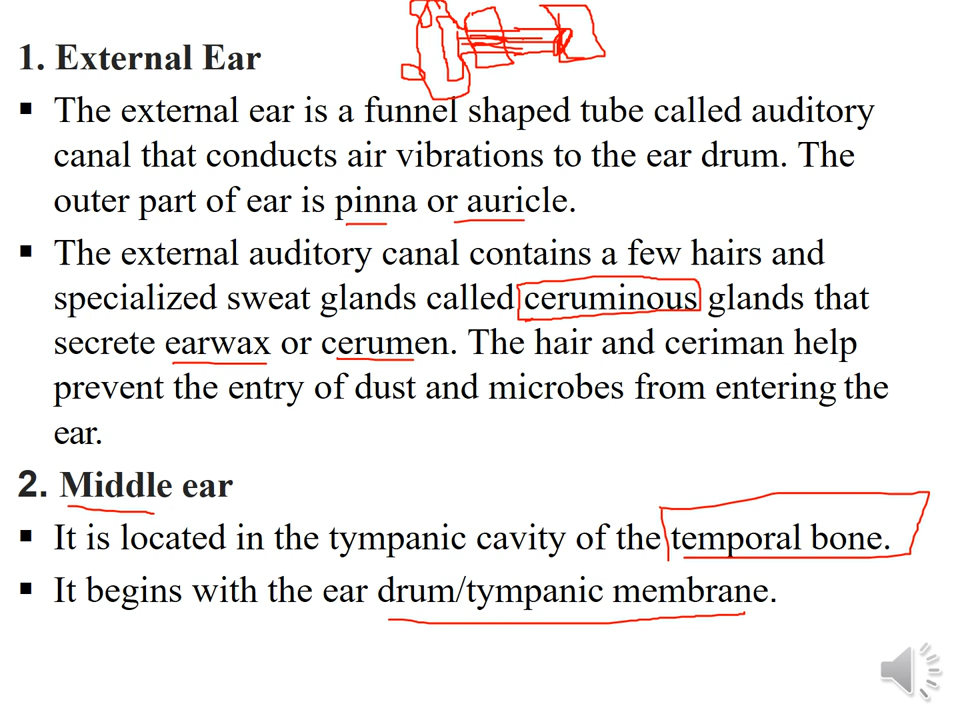 1. External Ear
▪ The external ear is a funnel shaped tube called auditory
canal that conducts air vibrations to the ear drum. The
outer part of ear is pinna or auricle.
▪ The external auditory canal contains a few hairs and
specialized sweat glands called ceruminous glands that
secrete earwax or cerumen. The hair and ceriman help
prevent the entry of dust and microbes from entering the
ear.
2. Middle ear
▪ It is located in the tympanic cavity of the temporal bone.
▪ It begins with the ear drum/tympanic membrane.